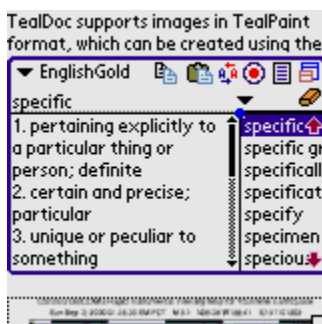 TealDoc supports images in TealPaint
format, which can be created using the
EnglishGold
specific
1. pertaining explicitly to
a particular thing or
person; definite
2. certain and precise;
particular
3. unique or peculiar to
something
specific
specific gr
specificall
specificat
specify
specimen
speciou